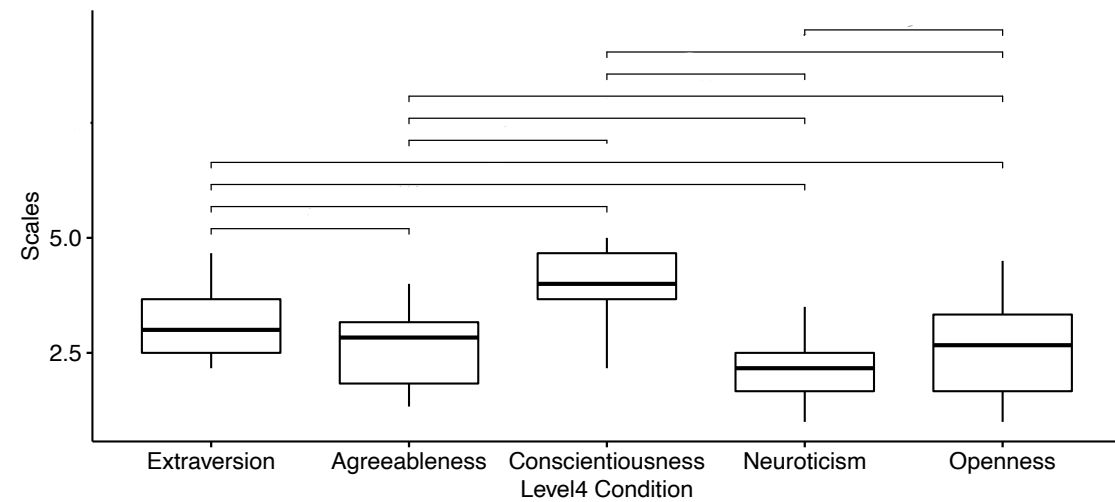 Scales
5.0
2.5
Extraversion Agreeableness Conscientiousness Neuroticism Openness
Level4 Condition